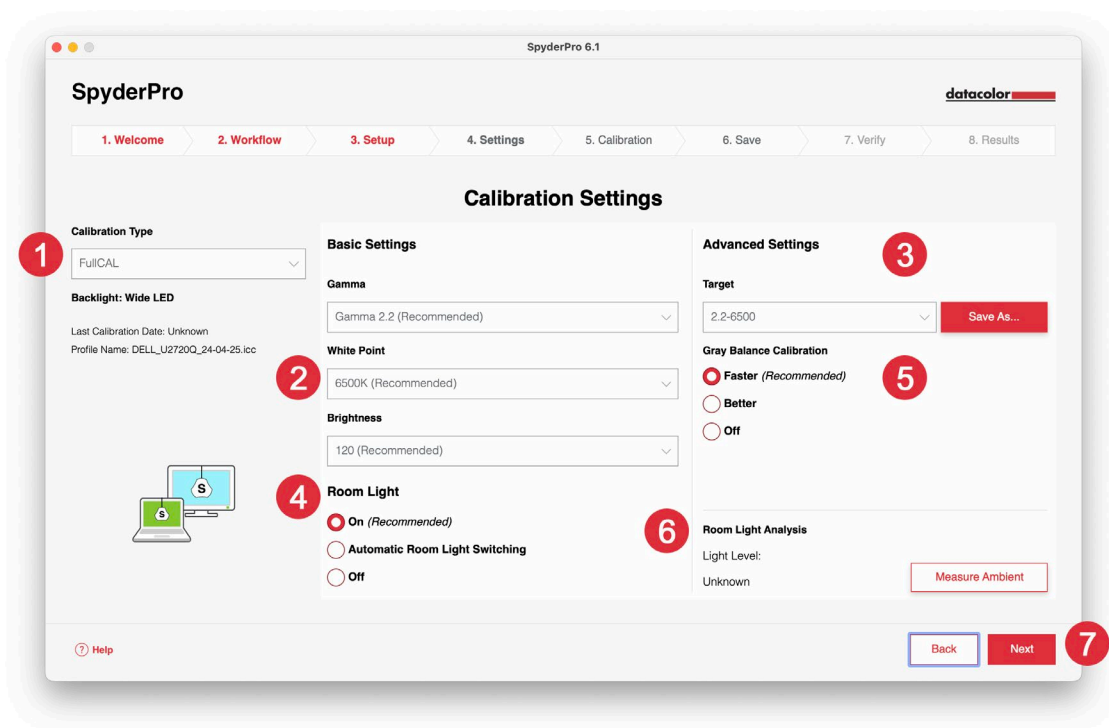 SpyderPro 6.1
SpyderPro
datacolor
1. Welcome
2. Workflow
3. Setup
4. Settings
5. Calibration
6. Save
7. Verify
8. Results
Calibration Settings
1
Calibration Type
FullCAL
Backlight: Wide LED
Last Calibration Date: Unknown
Profile Name: DELL_U2720Q_24-04-25.icc
S
S
Basic Settings
Gamma
Gamma 2.2 (Recommended)
2
White Point
6500K (Recommended)
Brightness
120 (Recommended)
4
Room Light
On (Recommended)
Automatic Room Light Switching
Off
Advanced Settings
3
Target
2.2-6500
Save As...
Gray Balance Calibration
5
Faster (Recommended)
Better
Off
6
Room Light Analysis
Light Level:
Unknown
Measure Ambient
? Help
Back
Next
7